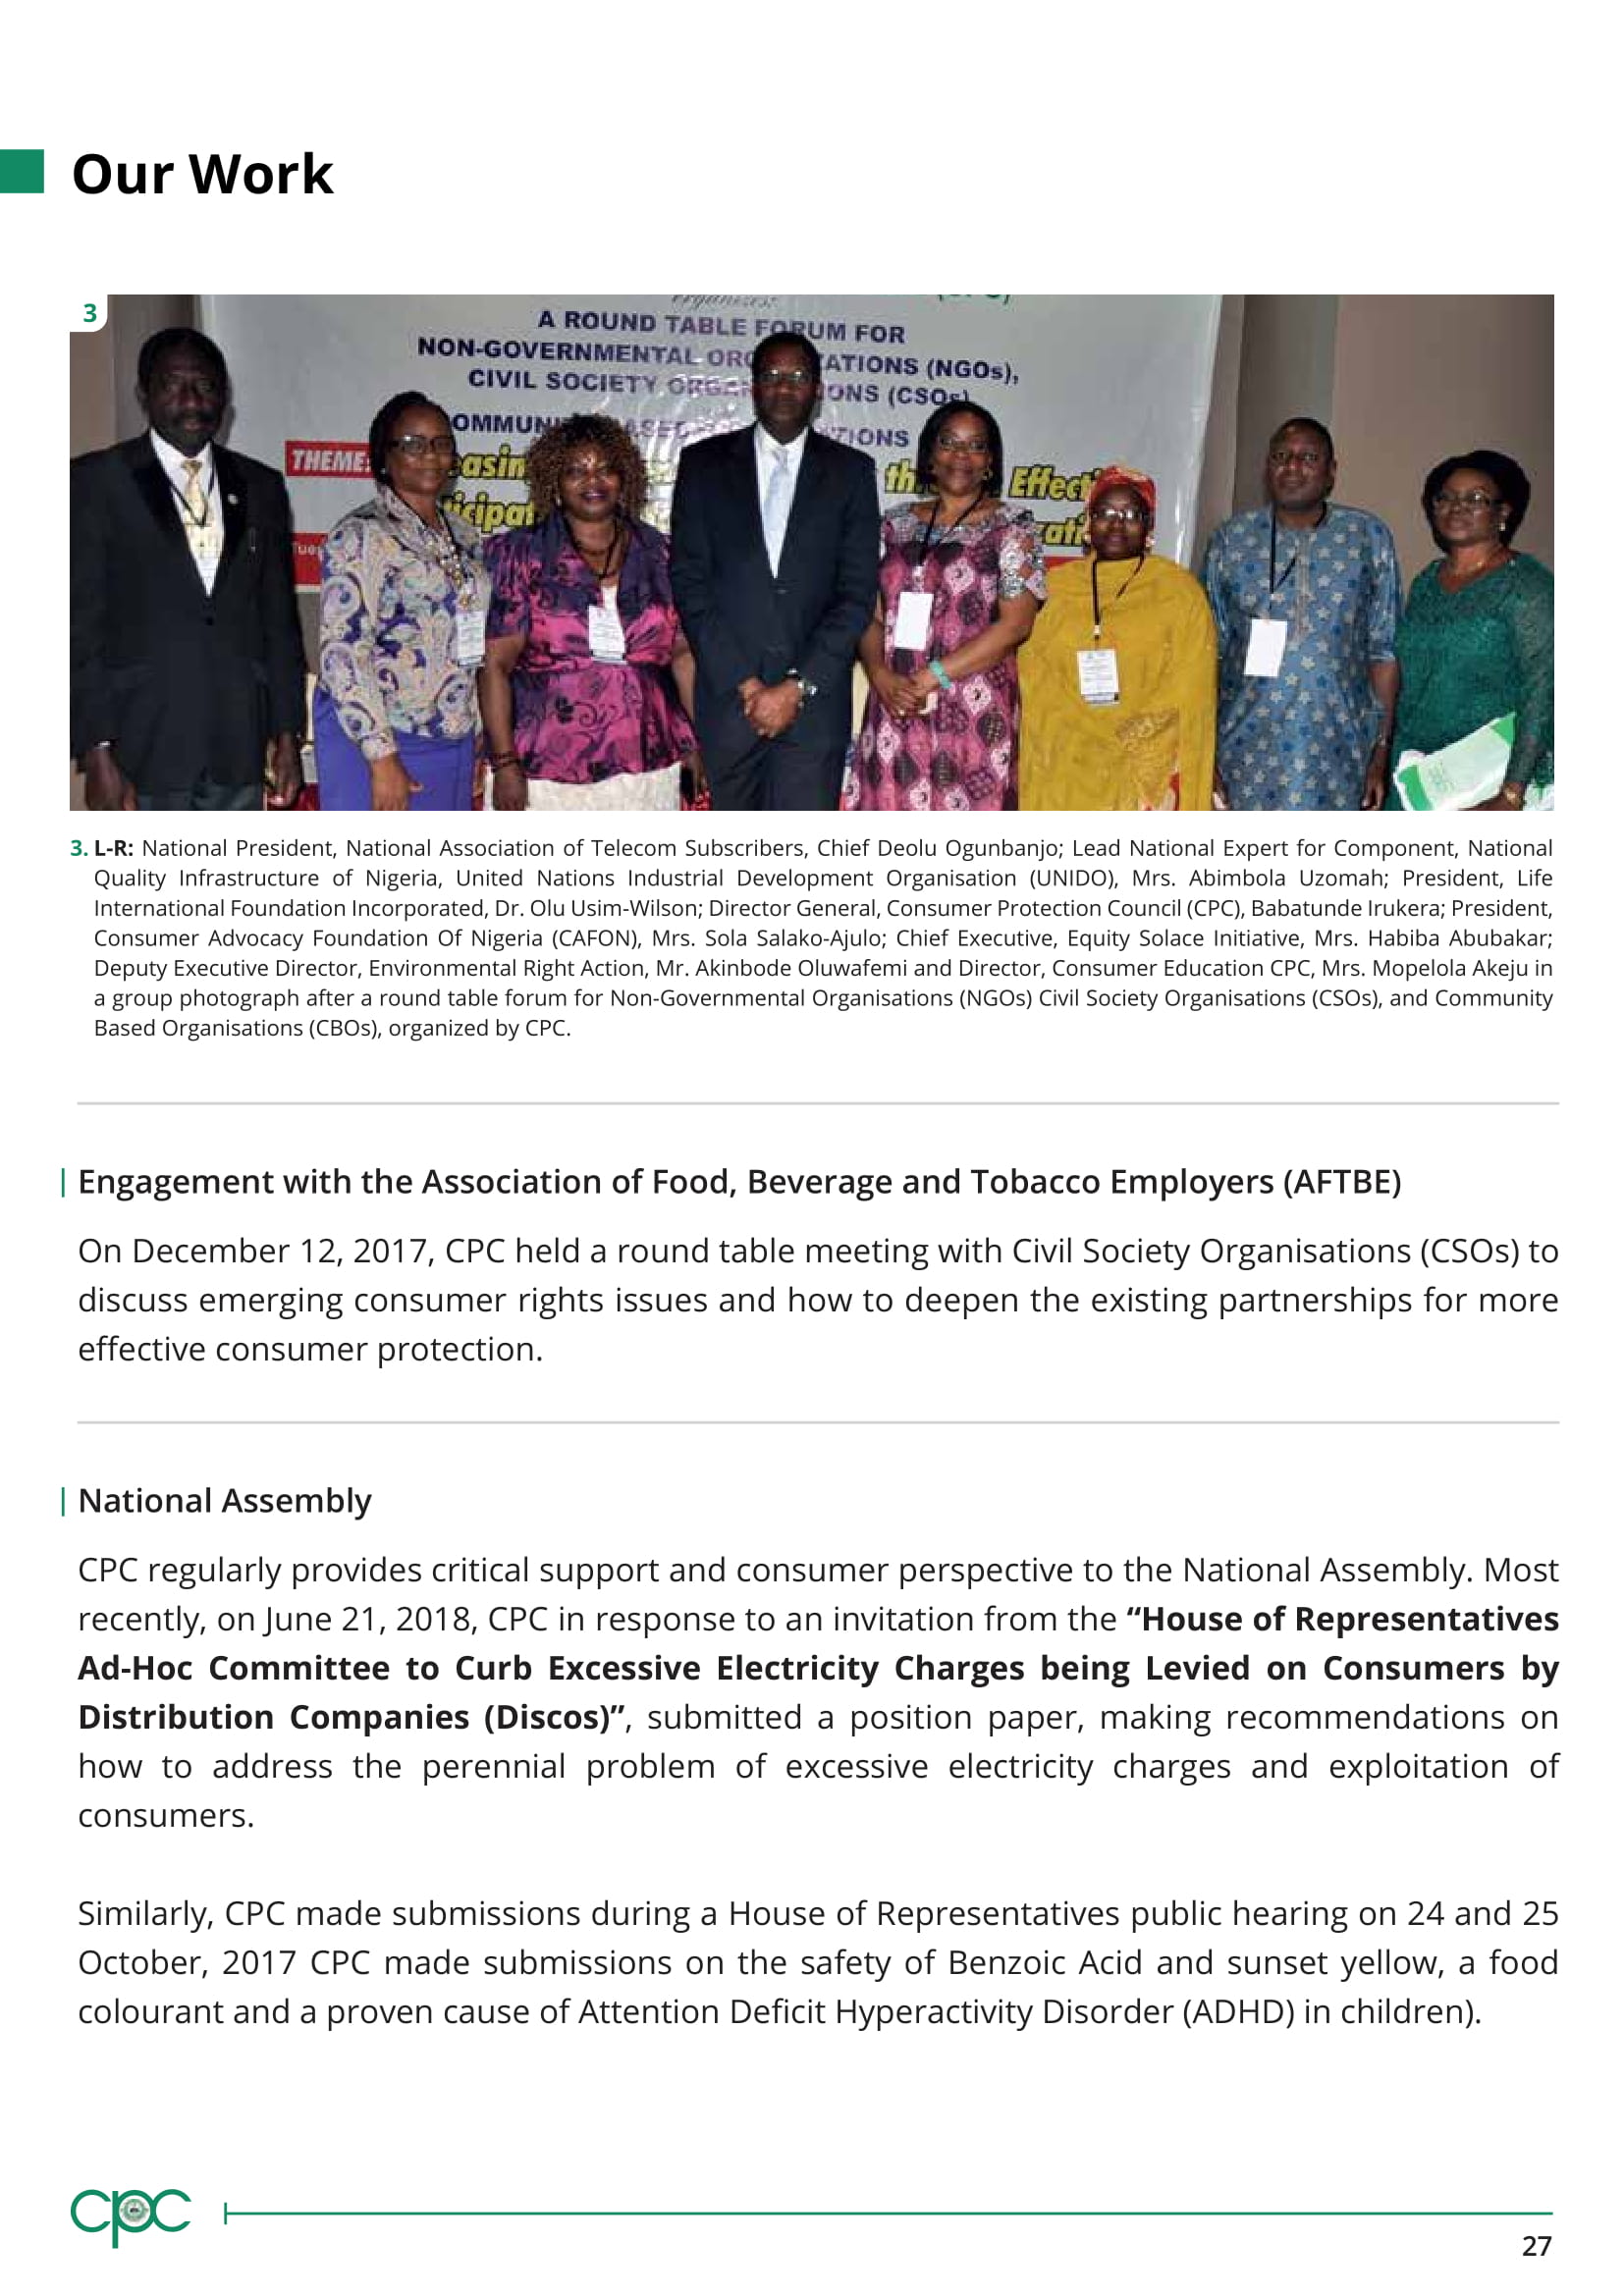 Our Work
3
organises:
A ROUND TABLE FORUM FOR
NON-GOVERNMENTAL (NGOs),
CIVIL SOCIETY (CSOs)
THEME:
3. L-R: National President, National Association of Telecom Subscribers, Chief Deolu Ogunbanjo; Lead National Expert for Component, National
Quality Infrastructure of Nigeria, United Nations Industrial Development Organisation (UNIDO), Mrs. Abimbola Uzomah; President, Life
International Foundation Incorporated, Dr. Olu Usim-Wilson; Director General, Consumer Protection Council (CPC), Babatunde Irukera; President,
Consumer Advocacy Foundation Of Nigeria (CAFON), Mrs. Sola Salako-Ajulo; Chief Executive, Equity Solace Initiative, Mrs. Habiba Abubakar;
Deputy Executive Director, Environmental Right Action, Mr. Akinbode Oluwafemi and Director, Consumer Education CPC, Mrs. Mopelola Akeju in
a group photograph after a round table forum for Non-Governmental Organisations (NGOs) Civil Society Organisations (CSOs), and Community
Based Organisations (CBOs), organized by CPC.
Engagement with the Association of Food, Beverage and Tobacco Employers (AFTBE)
On December 12, 2017, CPC held a round table meeting with Civil Society Organisations (CSOs) to
discuss emerging consumer rights issues and how to deepen the existing partnerships for more
effective consumer protection.
National Assembly
CPC regularly provides critical support and consumer perspective to the National Assembly. Most
recently, on June 21, 2018, CPC in response to an invitation from the “House of Representatives
Ad-Hoc Committee to Curb Excessive Electricity Charges being Levied on Consumers by
Distribution Companies (Discos)”, submitted a position paper, making recommendations on
how to address the perennial problem of excessive electricity charges and exploitation of
consumers.
Similarly, CPC made submissions during a House of Representatives public hearing on 24 and 25
October, 2017 CPC made submissions on the safety of Benzoic Acid and sunset yellow, a food
colourant and a proven cause of Attention Deficit Hyperactivity Disorder (ADHD) in children).
cpc
27